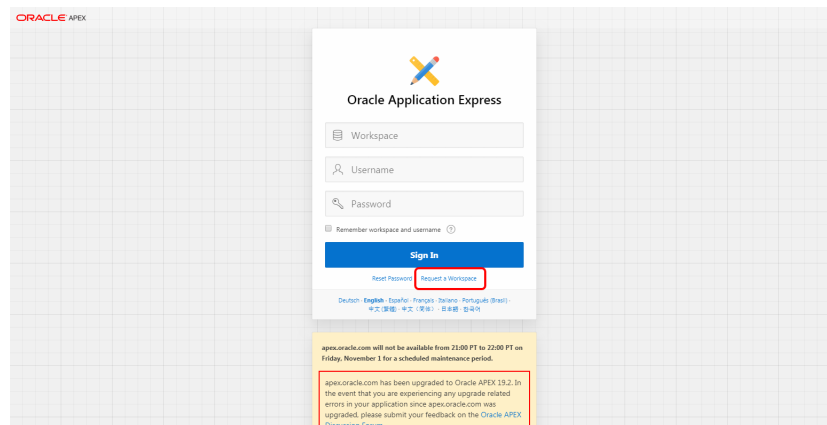 ORACLE APEX
Oracle Application Express
Workspace
Username
Password
Remember workspace and username ?
Sign In
Reset Password Request a Workspace
Deutsch · English · Español · Français · Italiano · Português (Brasil) ·
中文 (繁體) · 中文（简体） · 日本語 · 한국어
apex.oracle.com will not be available from 21:00 PT to 22:00 PT on
Friday, November 1 for a scheduled maintenance period.
apex.oracle.com has been upgraded to Oracle APEX 19.2. In
the event that you are experiencing any upgrade related
errors in your application since apex.oracle.com was
upgraded, please submit your feedback on the Oracle APEX
Discussion Forum